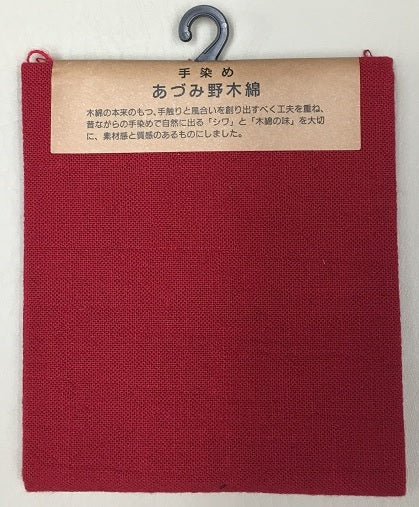 手染め
あづみ野木綿
木綿の本来のもつ、手触りと風合いを創り出すべく工夫を重ね、
昔ながらの手染めで自然に出る「シワ」と「木綿の味」を大切
に、素材感と質感のあるものにしました。